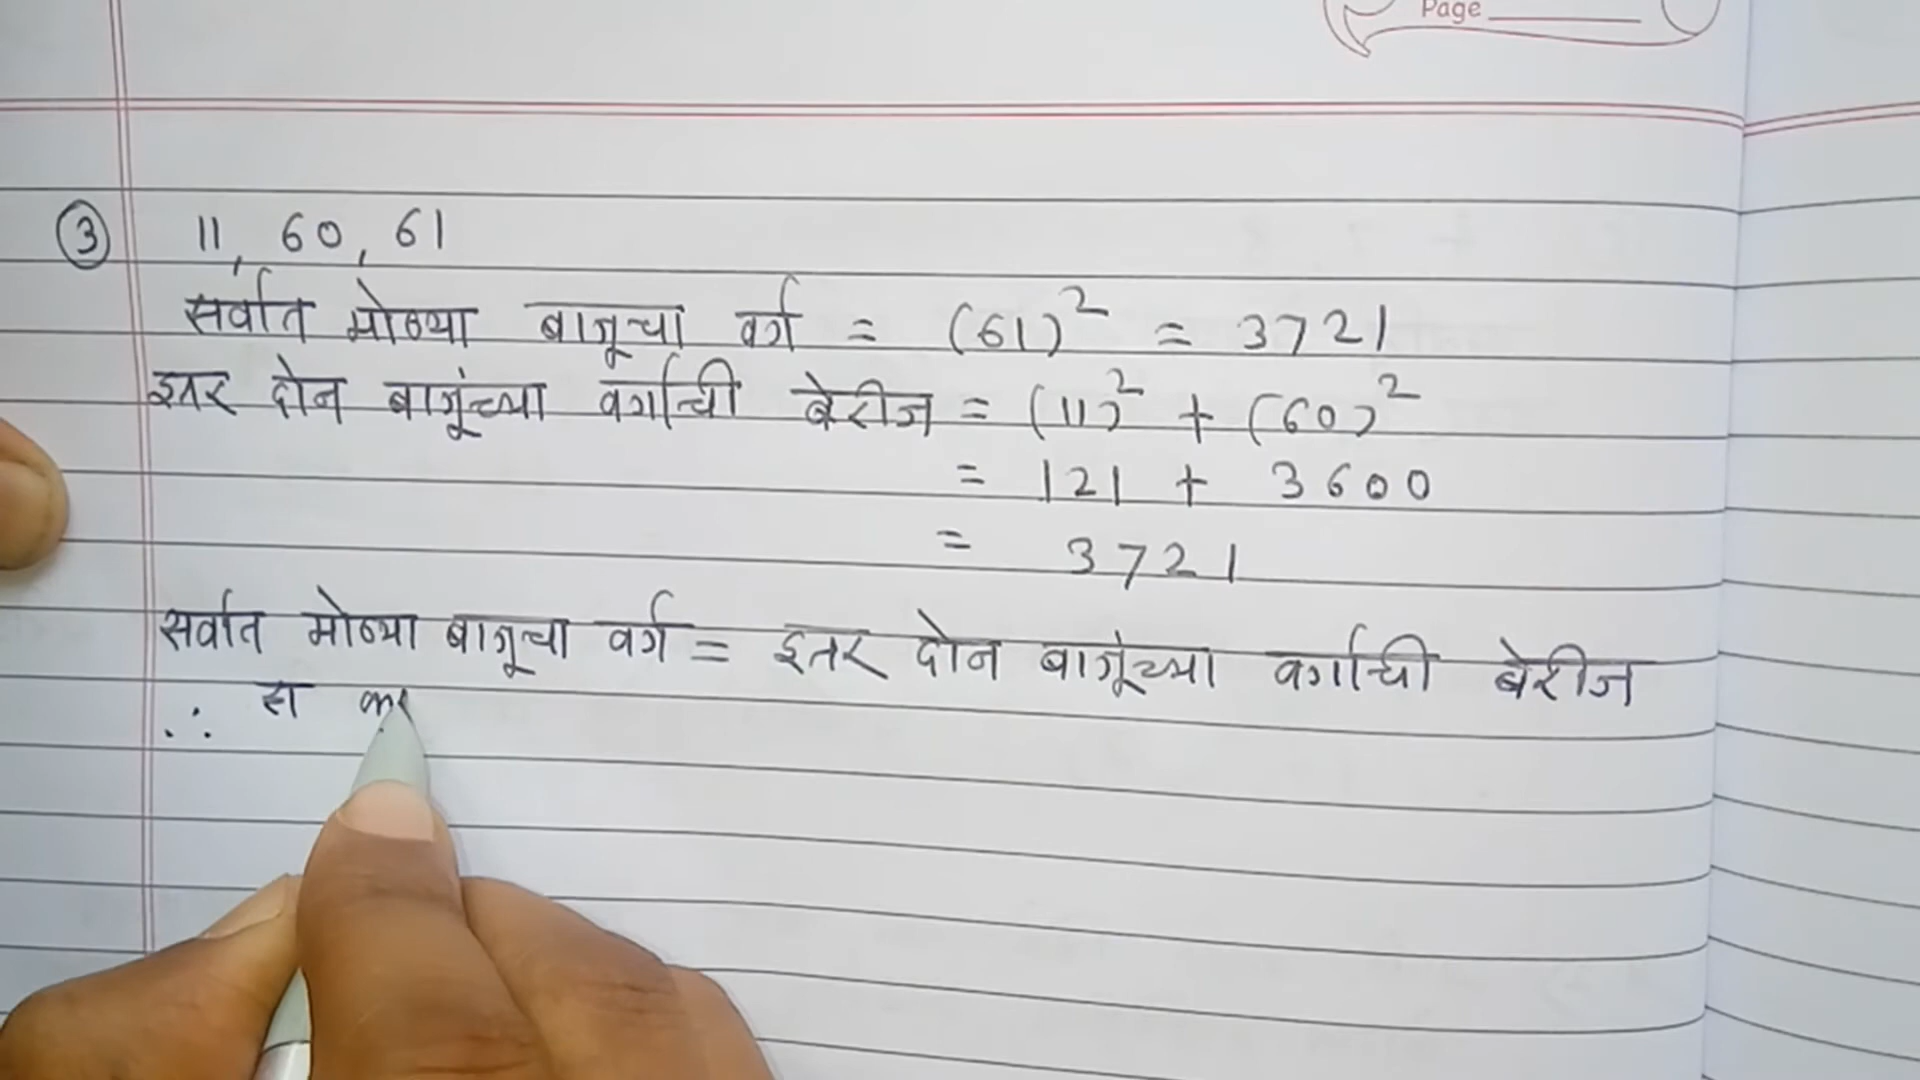 Page
③ 11, 60, 61
सर्वात मोठ्या बाजूचा वर्ग = (61)² = 3721
इतर दोन बाजूंच्या वर्गाची बेरीज = (11)² + (60)²
= 121 + 3600
= 3721
सर्वात मोठ्या बाजूचा वर्ग = इतर दोन बाजूंच्या वर्गाची बेरीज
∴